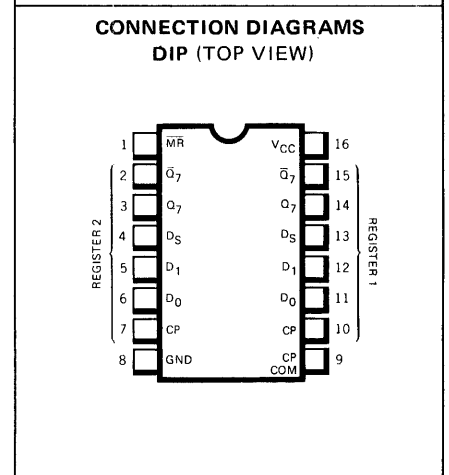 CONNECTION DIAGRAMS
DIP (TOP VIEW)
1 M̅R̅ VCC 16
2 Q̅7 Q̅7 15
3 Q7 Q7 14
4 DS DS 13
5 D1 D1 12
6 D0 D0 11
7 CP CP 10
8 GND CP COM 9
REGISTER 2
REGISTER 1